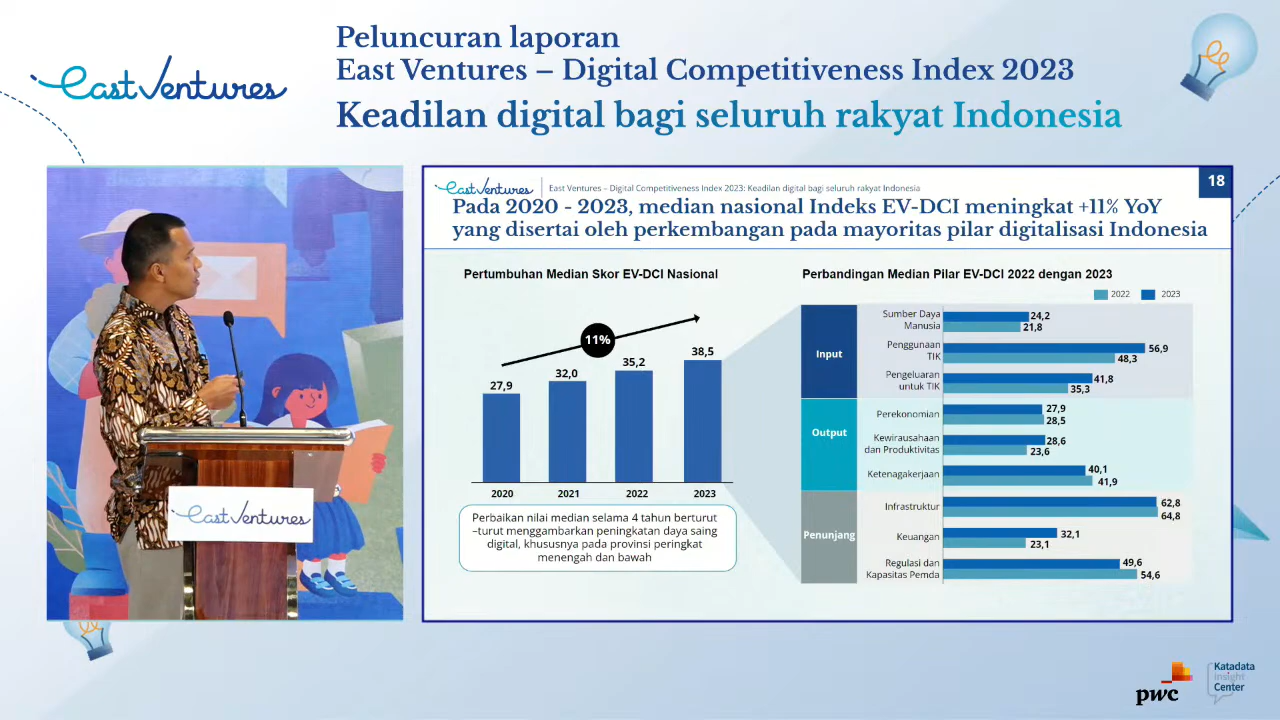 Peluncuran laporan
East Ventures – Digital Competitiveness Index 2023
Keadilan digital bagi seluruh rakyat Indonesia
East Ventures
East Ventures
East Ventures – Digital Competitiveness Index 2023: Keadilan digital bagi seluruh rakyat Indonesia
18
Pada 2020 - 2023, median nasional Indeks EV-DCI meningkat +11% YoY
yang disertai oleh perkembangan pada mayoritas pilar digitalisasi Indonesia
Pertumbuhan Median Skor EV-DCI Nasional
11%
27,9
32,0
35,2
38,5
2020
2021
2022
2023
Perbaikan nilai median selama 4 tahun berturut
–turut menggambarkan peningkatan daya saing
digital, khususnya pada provinsi peringkat
menengah dan bawah
Perbandingan Median Pilar EV-DCI 2022 dengan 2023
2022 2023
Input
Sumber Daya
Manusia
24,2
21,8
Penggunaan
TIK
56,9
48,3
Pengeluaran
untuk TIK
41,8
35,3
Output
Perekonomian
27,9
28,5
Kewirausahaan
dan Produktivitas
28,6
23,6
Ketenagakerjaan
40,1
41,9
Penunjang
Infrastruktur
62,8
64,8
Keuangan
32,1
23,1
Regulasi dan
Kapasitas Pemda
49,6
54,6
East Ventures
pwc
Katadata
Insight
Center